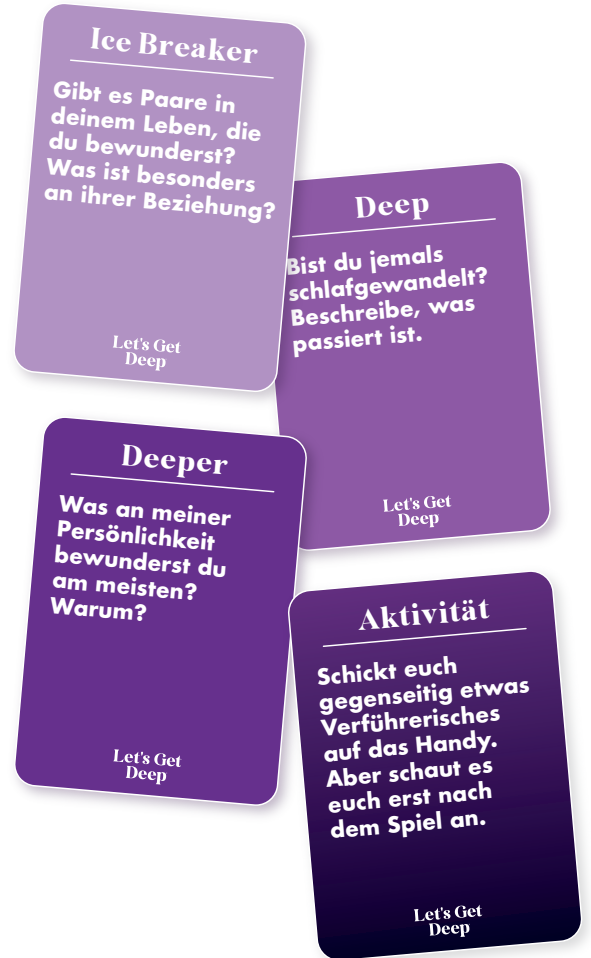 Ice Breaker
Gibt es Paare in
deinem Leben, die
du bewunderst?
Was ist besonders
an ihrer Beziehung?
Let's Get
Deep
Deep
Bist du jemals
schlafgewandelt?
Beschreibe, was
passiert ist.
Let's Get
Deep
Deeper
Was an meiner
Persönlichkeit
bewunderst du
am meisten?
Warum?
Let's Get
Deep
Aktivität
Schickt euch
gegenseitig etwas
Verführerisches
auf das Handy.
Aber schaut es
euch erst nach
dem Spiel an.
Let's Get
Deep